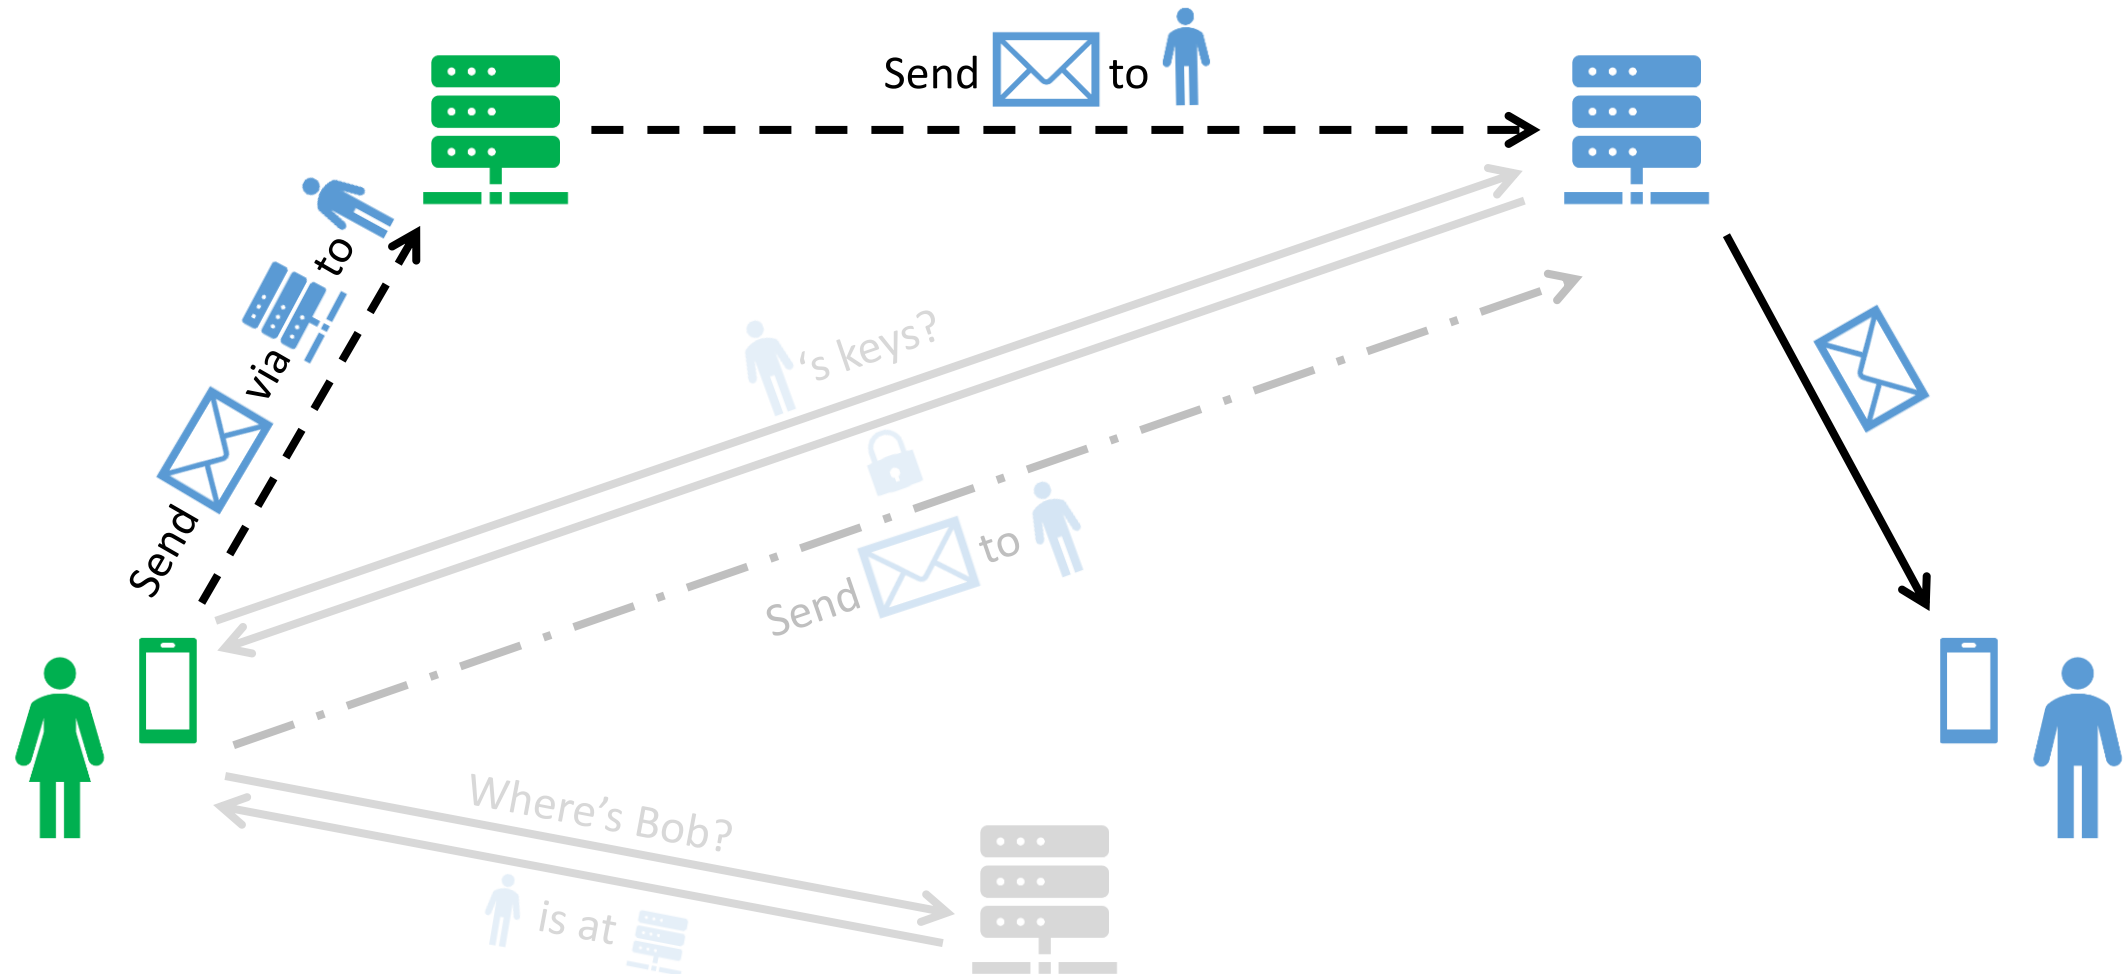 Send to
Send via to
‘s keys?
Send to
Where’s Bob?
is at